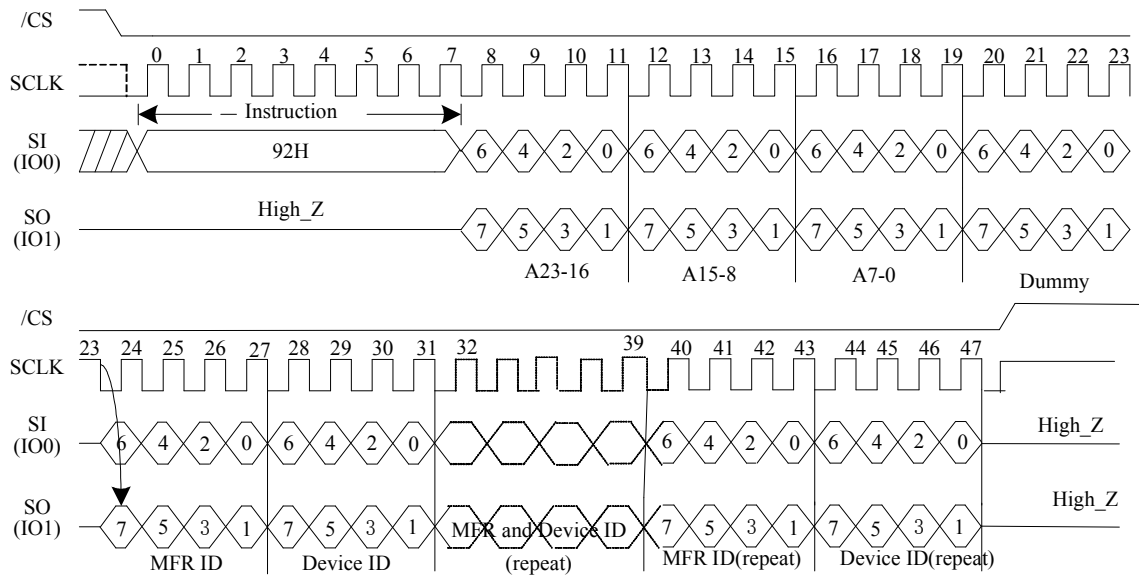 /CS
0 1 2 3 4 5 6 7 8 9 10 11 12 13 14 15 16 17 18 19 20 21 22 23
SCLK
Instruction
SI
(IO0)
92H
6 4 2 0 6 4 2 0 6 4 2 0 6 4 2 0
SO
(IO1)
High_Z
7 5 3 1 7 5 3 1 7 5 3 1 7 5 3 1
A23-16 A15-8 A7-0 Dummy
/CS
23 24 25 26 27 28 29 30 31 32 39 40 41 42 43 44 45 46 47
SCLK
SI
(IO0)
6 4 2 0 6 4 2 0 6 4 2 0 6 4 2 0
High_Z
SO
(IO1)
7 5 3 1 7 5 3 1 MFR and Device ID 7 5 3 1 7 5 3 1
High_Z
MFR ID Device ID (repeat) MFR ID(repeat) Device ID(repeat)